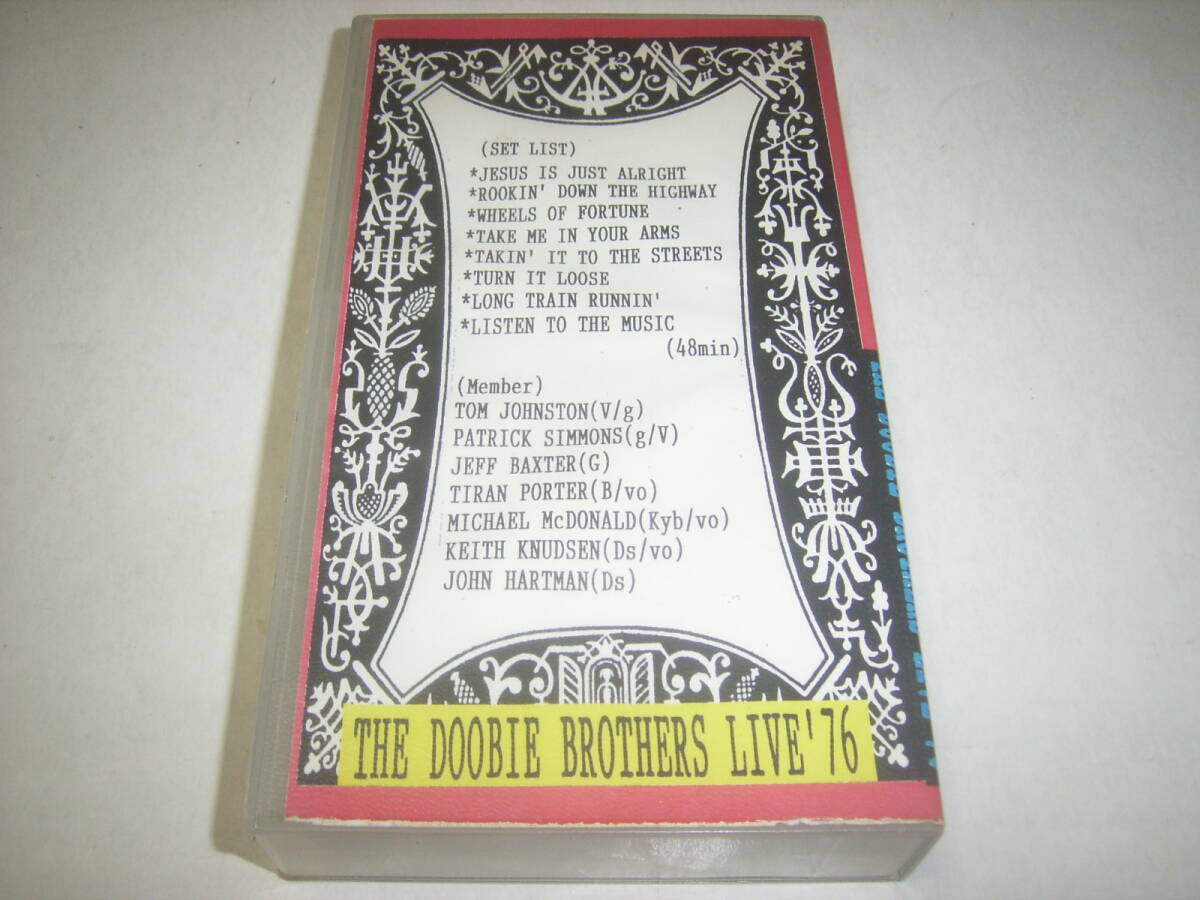 (SET LIST)
*JESUS IS JUST ALRIGHT
*ROOKIN' DOWN THE HIGHWAY
*WHEELS OF FORTUNE
*TAKE ME IN YOUR ARMS
*TAKIN' IT TO THE STREETS
*TURN IT LOOSE
*LONG TRAIN RUNNIN'
*LISTEN TO THE MUSIC
(48min)
(Member)
TOM JOHNSTON(V/g)
PATRICK SIMMONS(g/V)
JEFF BAXTER(G)
TIRAN PORTER(B/vo)
MICHAEL McDONALD(Kyb/vo)
KEITH KNUDSEN(Ds/vo)
JOHN HARTMAN(Ds)
THE DOOBIE BROTHERS LIVE'76